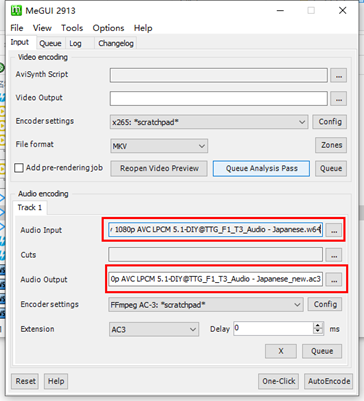 MeGUI 2913
File View Tools Options Help
Input Queue Log Changelog
Video encoding
AviSynth Script ...
Video Output ...
Encoder settings x265: *scratchpad* Config
File format MKV Zones
Add pre-rendering job Reopen Video Preview Queue Analysis Pass Queue
Audio encoding
Track 1
Audio Input r 1080p AVC LPCM 5.1-DIY@TTG_F1_T3_Audio - Japanese.w64 ...
Cuts ...
Audio Output 0p AVC LPCM 5.1-DIY@TTG_F1_T3_Audio - Japanese_new.ac3 ...
Encoder settings FFmpeg AC-3: *scratchpad* Config
Extension AC3 Delay 0 ms
X Queue
Reset Help One-Click AutoEncode